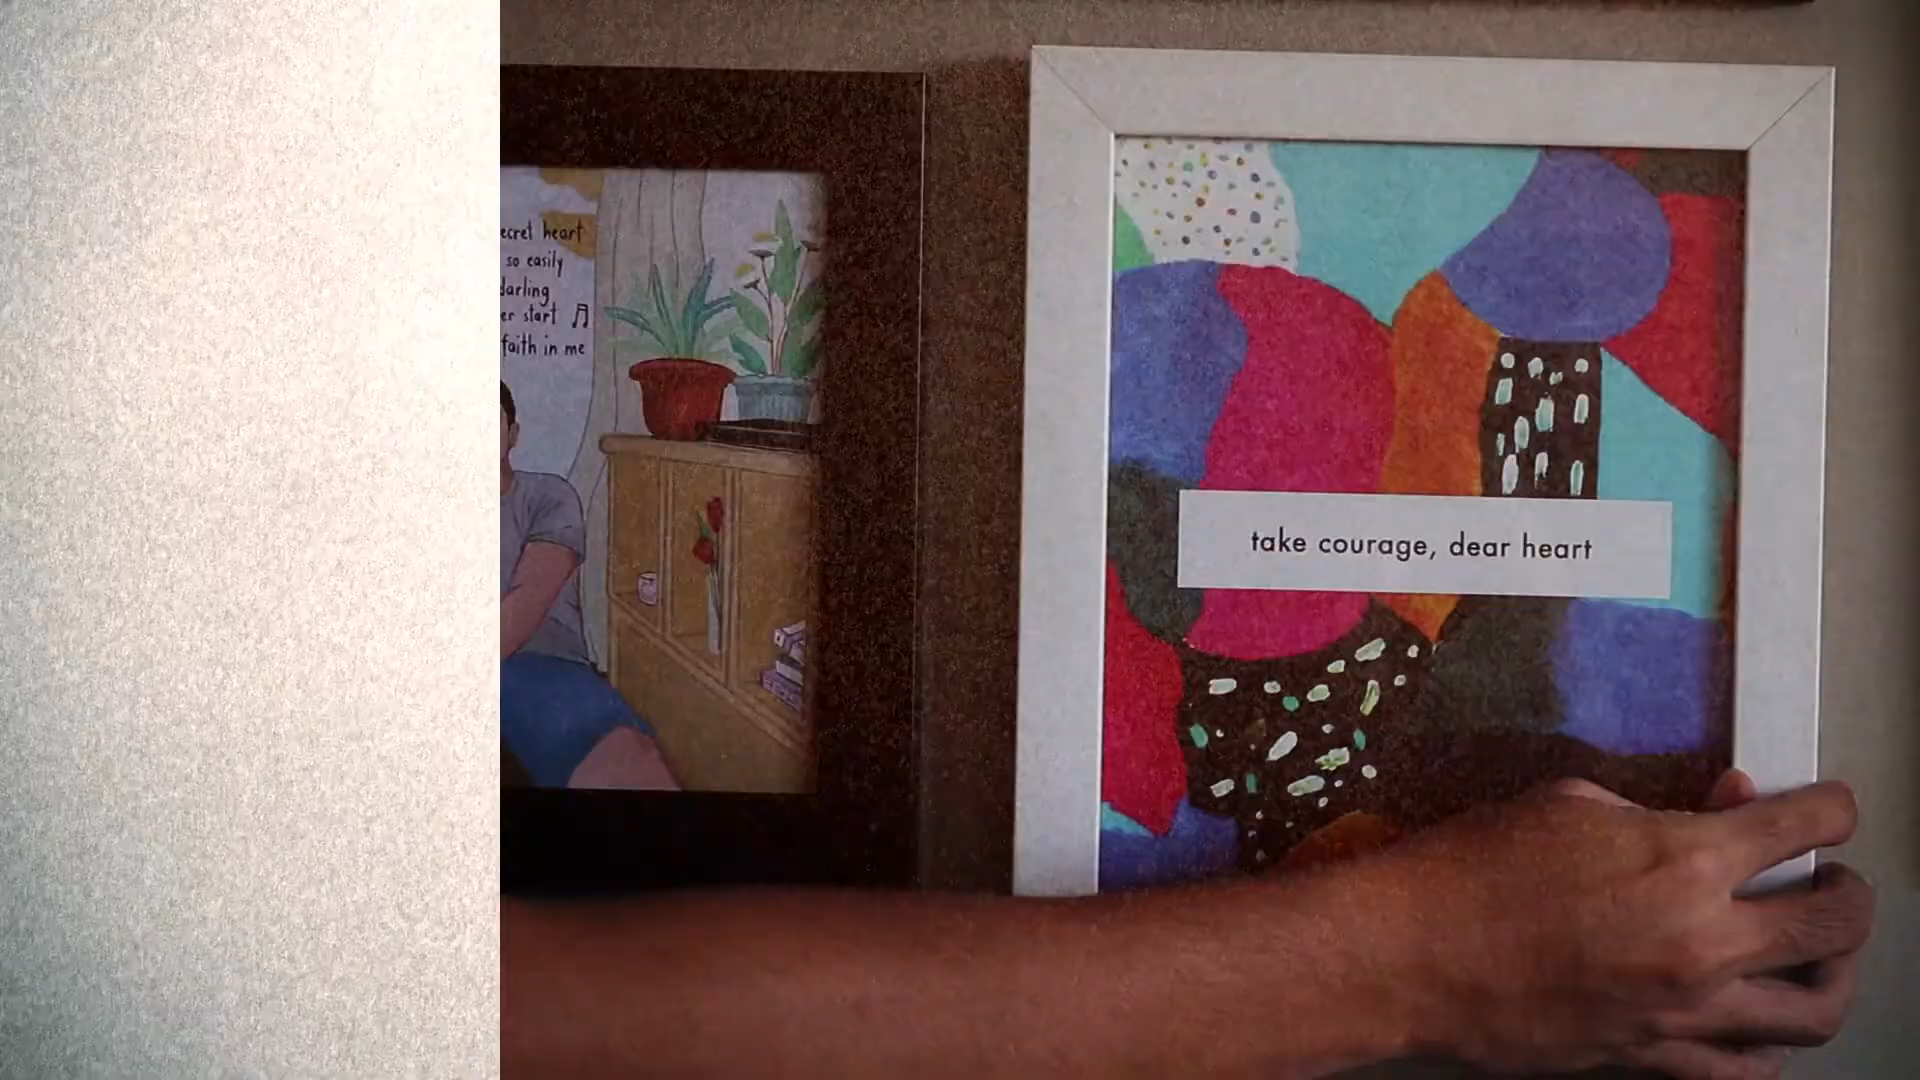 ecret heart
so easily
darling
er start
faith in me
take courage, dear heart